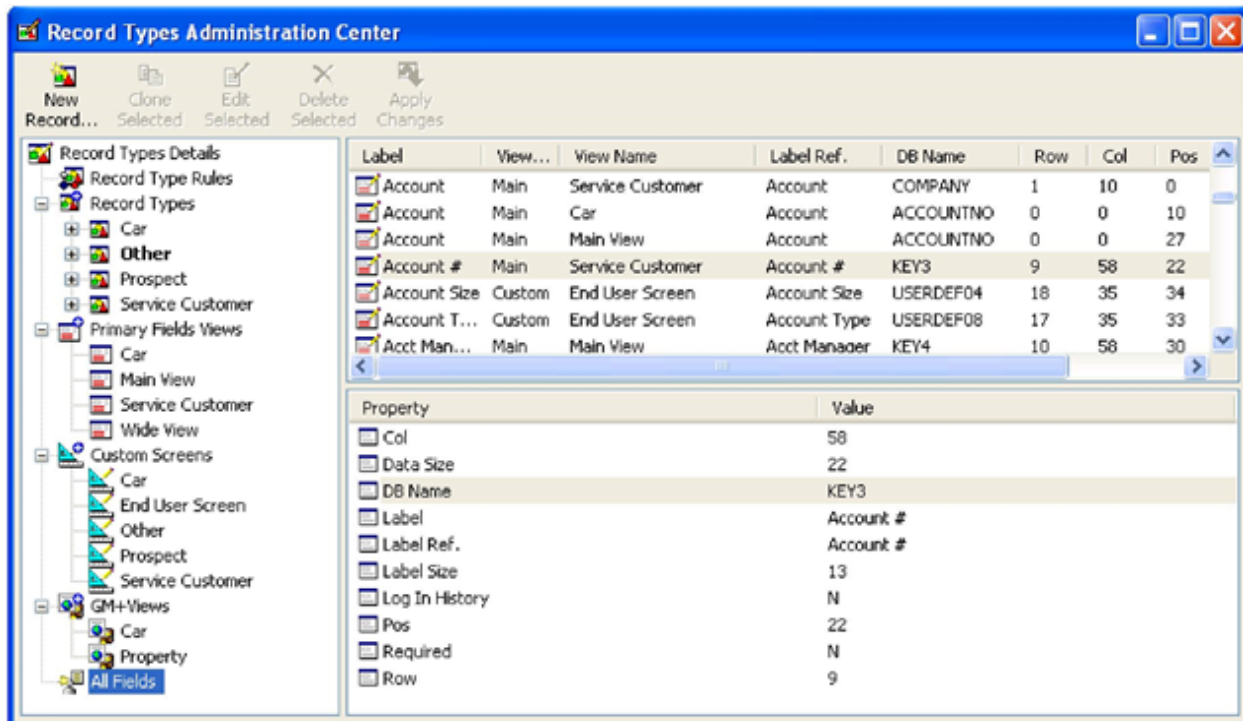 Record Types Administration Center
New Record... Clone Selected Edit Selected Delete Selected Apply Changes
Record Types Details
Record Type Rules
Record Types
Car
Other
Prospect
Service Customer
Primary Fields Views
Car
Main View
Service Customer
Wide View
Custom Screens
Car
End User Screen
Other
Prospect
Service Customer
GM+Views
Car
Property
All Fields
Label View... View Name Label Ref. DB Name Row Col Pos
Account Main Service Customer Account COMPANY 1 10 0
Account Main Car Account ACCOUNTNO 0 0 10
Account Main Main View Account ACCOUNTNO 0 0 27
Account # Main Service Customer Account # KEY3 9 58 22
Account Size Custom End User Screen Account Size USERDEF04 18 35 34
Account T... Custom End User Screen Account Type USERDEF08 17 35 33
Acct Man... Main Main View Acct Manager KEY4 10 58 30
Property Value
Col 58
Data Size 22
DB Name KEY3
Label Account #
Label Ref. Account #
Label Size 13
Log In History N
Pos 22
Required N
Row 9